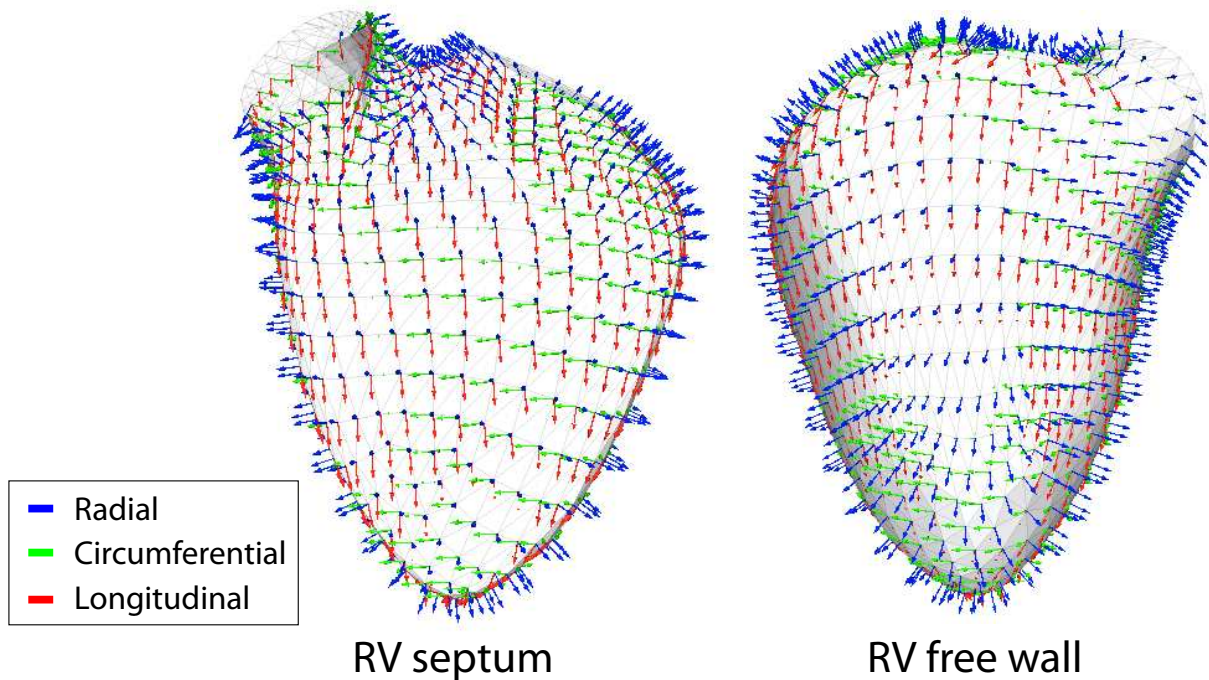 Radial
Circumferential
Longitudinal
RV septum
RV free wall